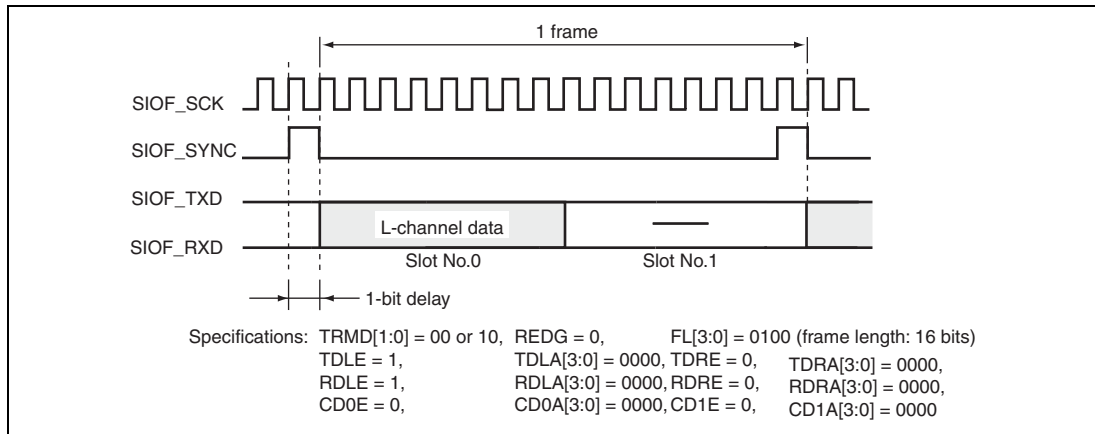 1 frame
SIOF_SCK
SIOF_SYNC
SIOF_TXD
L-channel data
SIOF_RXD
Slot No.0 Slot No.1
1-bit delay
Specifications: TRMD[1:0] = 00 or 10, REDG = 0, FL[3:0] = 0100 (frame length: 16 bits)
TDLE = 1, TDLA[3:0] = 0000, TDRE = 0, TDRA[3:0] = 0000,
RDLE = 1, RDLA[3:0] = 0000, RDRE = 0, RDRA[3:0] = 0000,
CD0E = 0, CD0A[3:0] = 0000, CD1E = 0, CD1A[3:0] = 0000